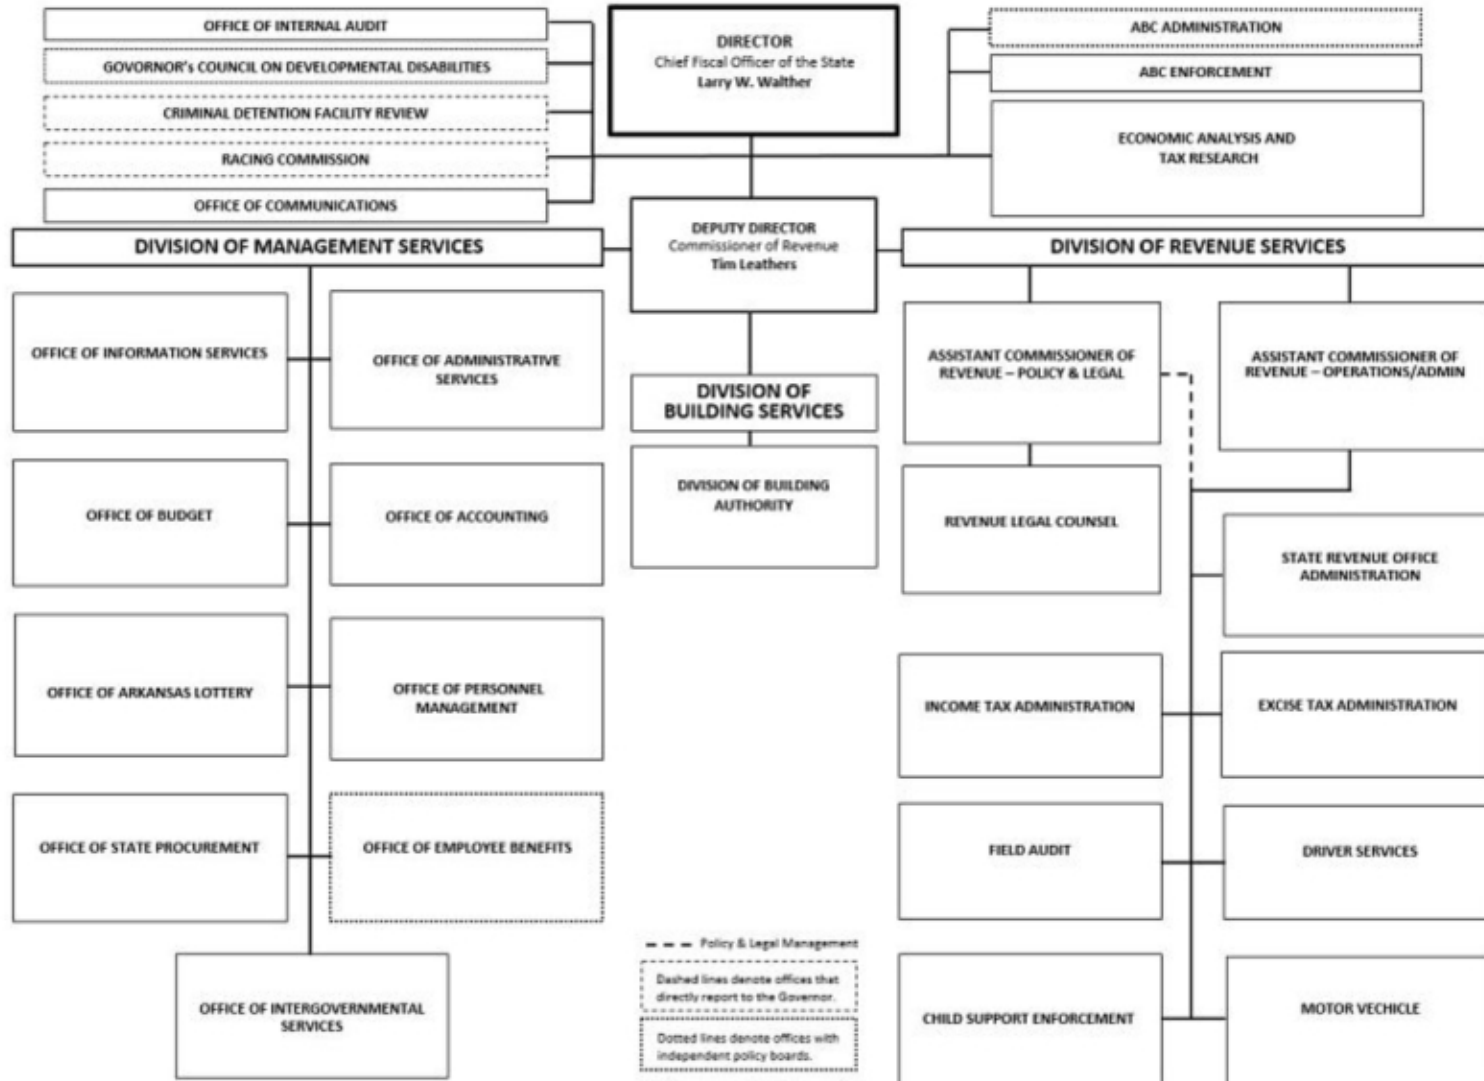 OFFICE OF INTERNAL AUDIT
GOVERNOR's COUNCIL ON DEVELOPMENTAL DISABILITIES
CRIMINAL DETENTION FACILITY REVIEW
RACING COMMISSION
OFFICE OF COMMUNICATIONS
DIRECTOR
Chief Fiscal Officer of the State
Larry W. Walther
ABC ADMINISTRATION
ABC ENFORCEMENT
ECONOMIC ANALYSIS AND
TAX RESEARCH
DEPUTY DIRECTOR
Commissioner of Revenue
Tim Leathers
DIVISION OF MANAGEMENT SERVICES
OFFICE OF INFORMATION SERVICES
OFFICE OF ADMINISTRATIVE
SERVICES
OFFICE OF BUDGET
OFFICE OF ACCOUNTING
OFFICE OF ARKANSAS LOTTERY
OFFICE OF PERSONNEL
MANAGEMENT
OFFICE OF STATE PROCUREMENT
OFFICE OF EMPLOYEE BENEFITS
OFFICE OF INTERGOVERNMENTAL
SERVICES
DIVISION OF
BUILDING SERVICES
DIVISION OF BUILDING
AUTHORITY
DIVISION OF REVENUE SERVICES
ASSISTANT COMMISSIONER OF
REVENUE – POLICY & LEGAL
ASSISTANT COMMISSIONER OF
REVENUE – OPERATIONS/ADMIN
REVENUE LEGAL COUNSEL
STATE REVENUE OFFICE
ADMINISTRATION
INCOME TAX ADMINISTRATION
EXCISE TAX ADMINISTRATION
FIELD AUDIT
DRIVER SERVICES
CHILD SUPPORT ENFORCEMENT
MOTOR VECHICLE
Policy & Legal Management
Dashed lines denote offices that
directly report to the Governor.
Dotted lines denote offices with
independent policy boards.